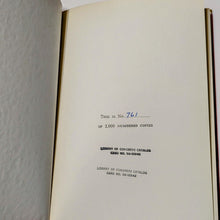 This is No. 761
of 1,000 numbered copies
LIBRARY OF CONGRESS CATALOG
CARD NO.
LIBRARY OF CONGRESS CATALOG
CARD NO.